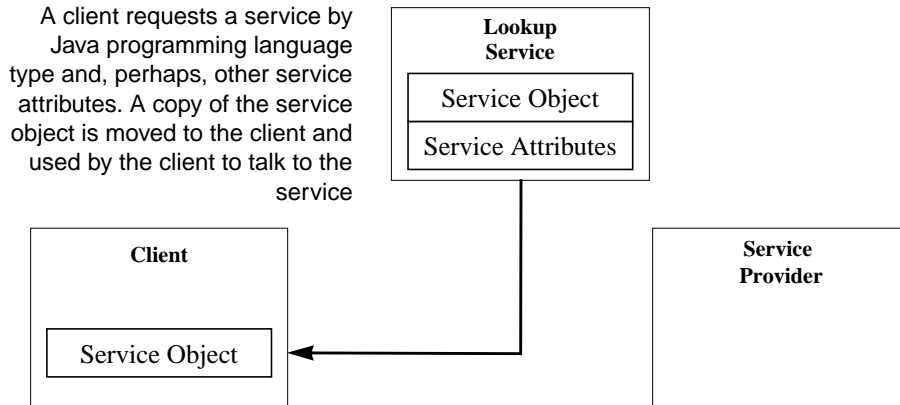 A client requests a service by
Java programming language
type and, perhaps, other service
attributes. A copy of the service
object is moved to the client and
used by the client to talk to the
service
Lookup
Service
Service Object
Service Attributes
Client
Service Object
Service
Provider